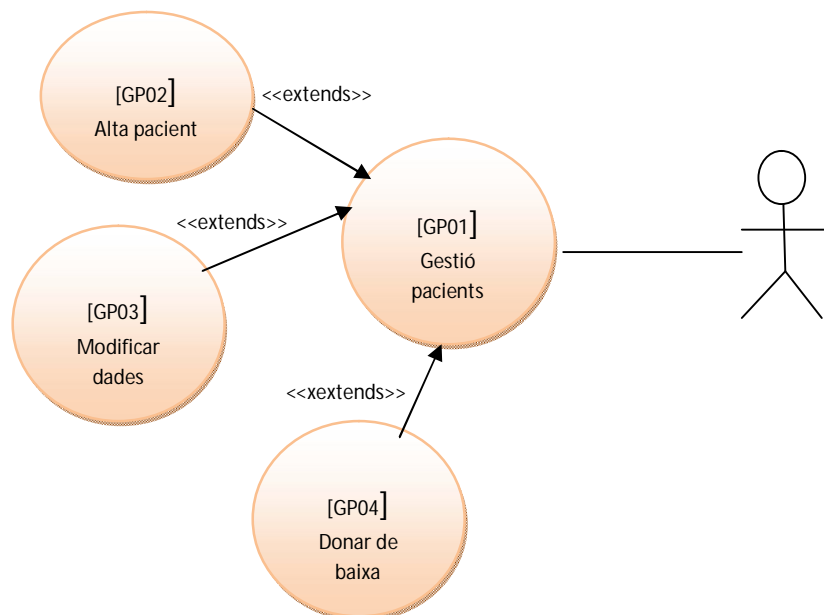 [GP02]
Alta pacient
<<extends>>
<<extends>>
[GP01]
Gestió
pacients
[GP03]
Modificar
dades
<<xextends>>
[GP04]
Donar de
baixa